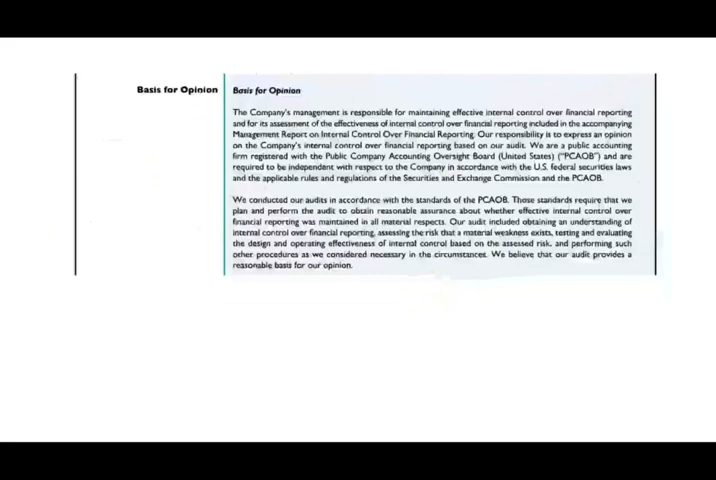 Basis for Opinion
Basis for Opinion
The Company's management is responsible for maintaining effective internal control over financial reporting
and for its assessment of the effectiveness of internal control over financial reporting included in the accompanying
Management Report on Internal Control Over Financial Reporting. Our responsibility is to express an opinion
on the Company's internal control over financial reporting based on our audit. We are a public accounting
firm registered with the Public Company Accounting Oversight Board (United States) ("PCAOB") and are
required to be independent with respect to the Company in accordance with the U.S. federal securities laws
and the applicable rules and regulations of the Securities and Exchange Commission and the PCAOB.
We conducted our audits in accordance with the standards of the PCAOB. Those standards require that we
plan and perform the audit to obtain reasonable assurance about whether effective internal control over
financial reporting was maintained in all material respects. Our audit included obtaining an understanding of
internal control over financial reporting, assessing the risk that a material weakness exists, testing and evaluating
the design and operating effectiveness of internal control based on the assessed risk, and performing such
other procedures as we considered necessary in the circumstances. We believe that our audit provides a
reasonable basis for our opinion.